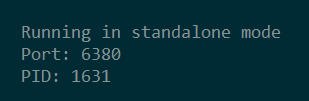 Running in standalone mode
Port: 6380
PID: 1631